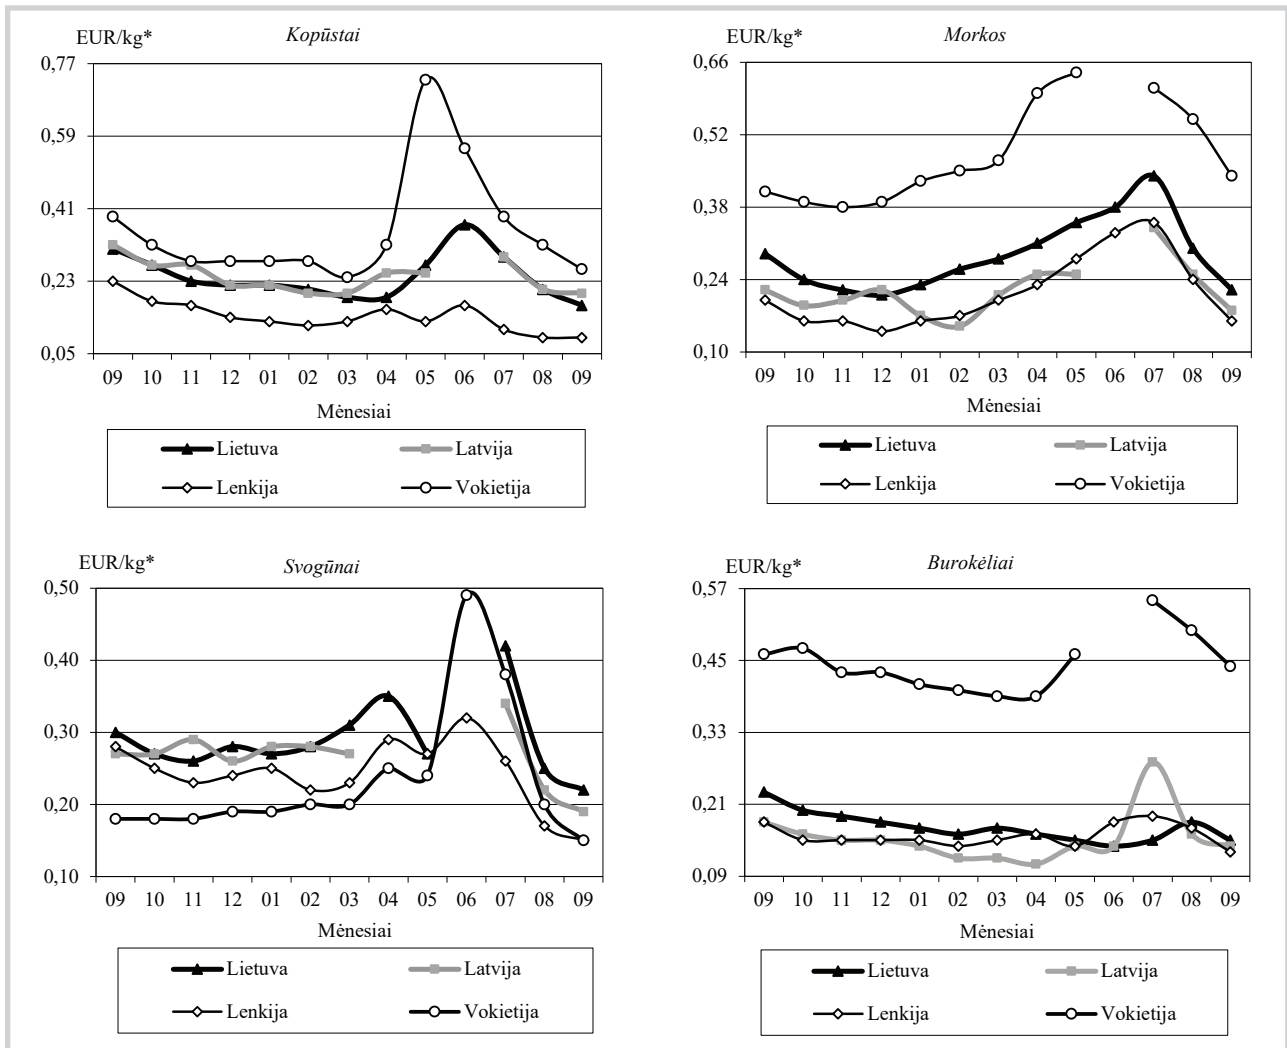 EUR/kg* Kopūstai
0,77
0,59
0,41
0,23
0,05
09 10 11 12 01 02 03 04 05 06 07 08 09
Mėnesiai
Lietuva Latvija
Lenkija Vokietija
EUR/kg* Morkos
0,66
0,52
0,38
0,24
0,10
09 10 11 12 01 02 03 04 05 06 07 08 09
Mėnesiai
Lietuva Latvija
Lenkija Vokietija
EUR/kg* Svogūnai
0,50
0,40
0,30
0,20
0,10
09 10 11 12 01 02 03 04 05 06 07 08 09
Mėnesiai
Lietuva Latvija
Lenkija Vokietija
EUR/kg* Burokėliai
0,57
0,45
0,33
0,21
0,09
09 10 11 12 01 02 03 04 05 06 07 08 09
Mėnesiai
Lietuva Latvija
Lenkija Vokietija